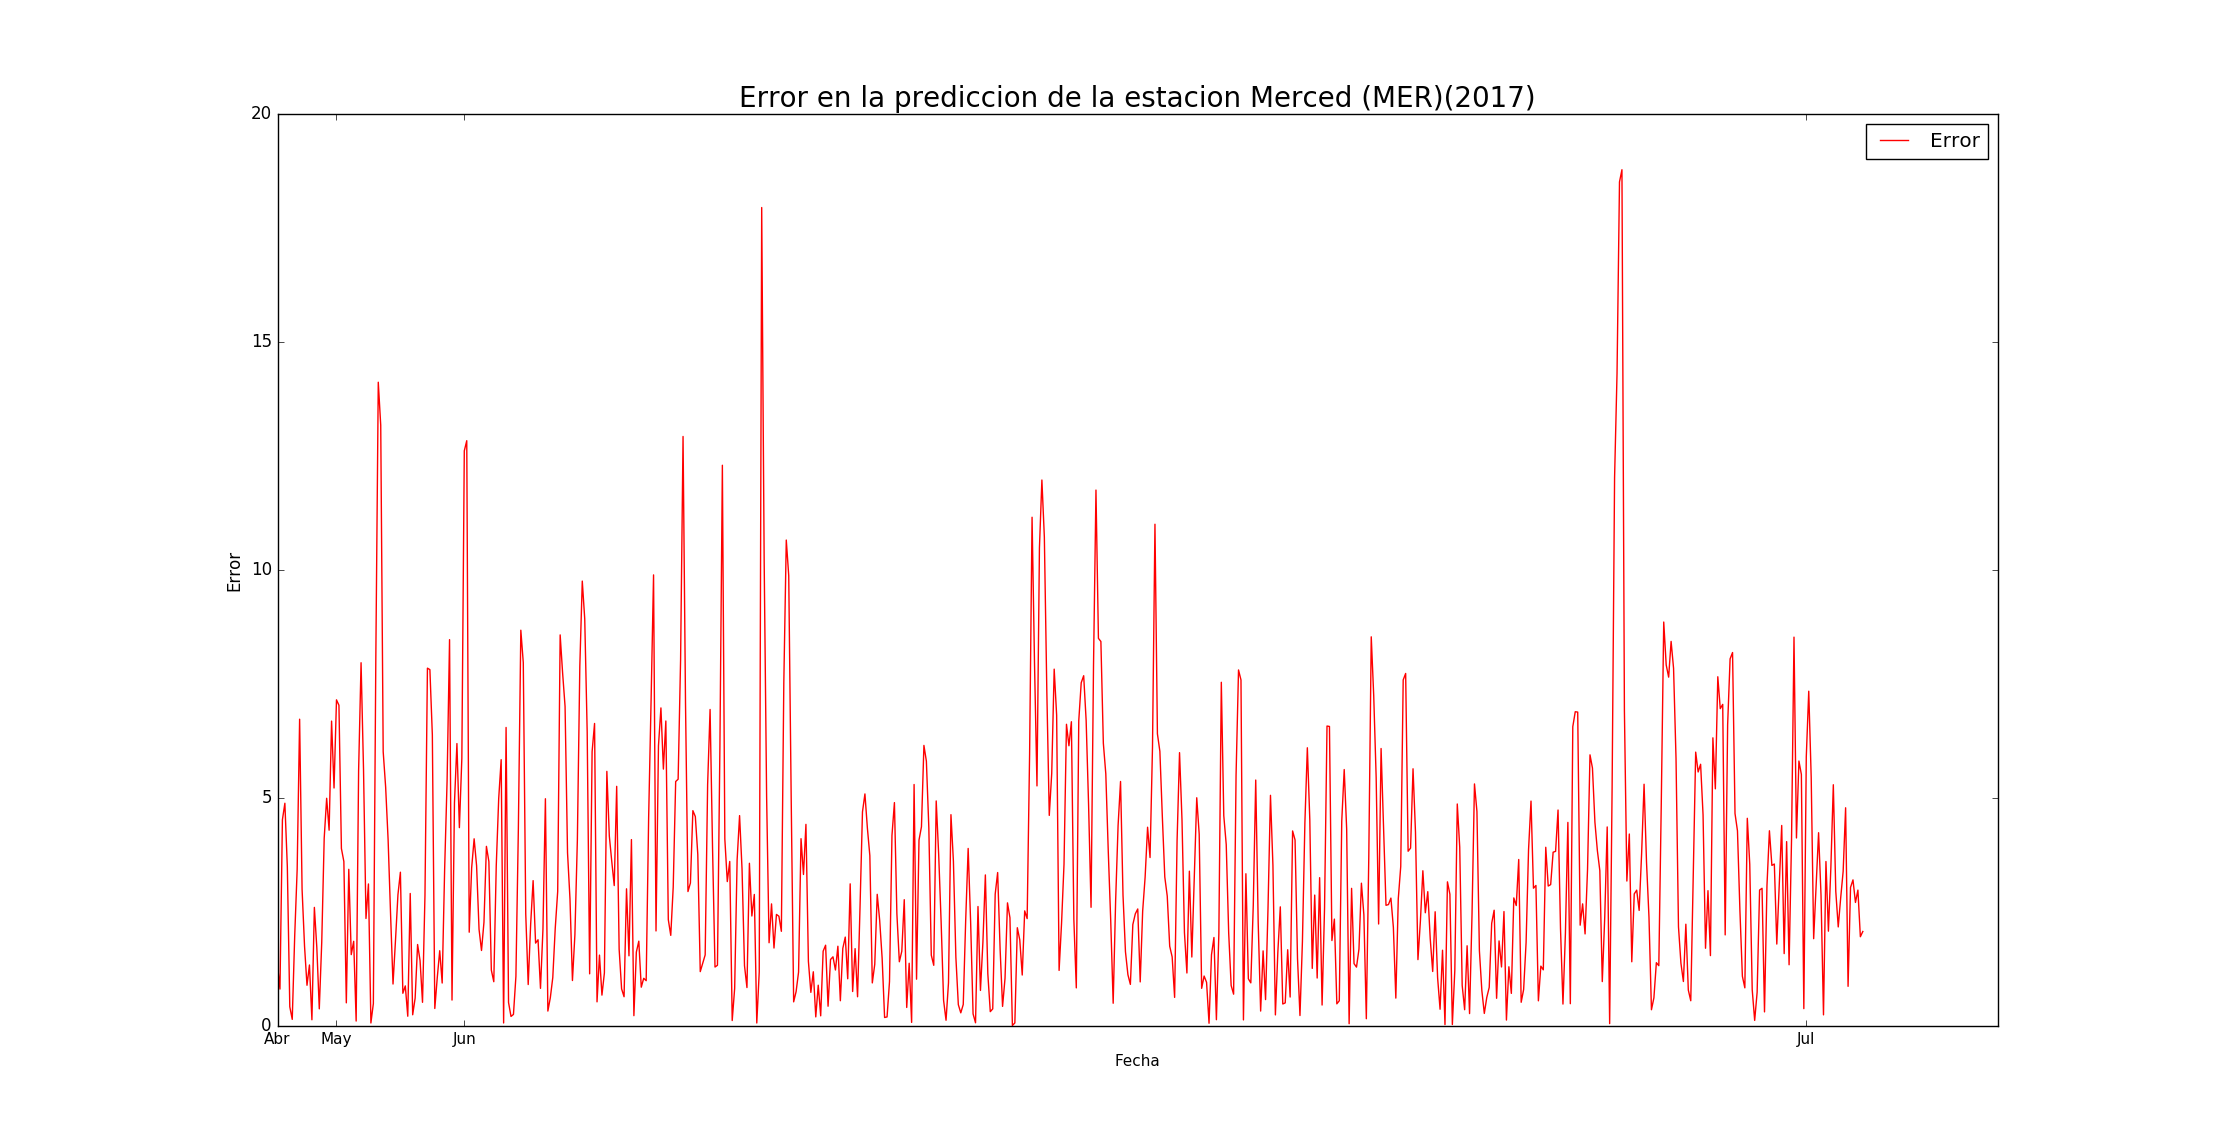 Error en la prediccion de la estacion Merced (MER)(2017)
20
Error
15
10
Error
5
0
Abr May Jun Jul
Fecha